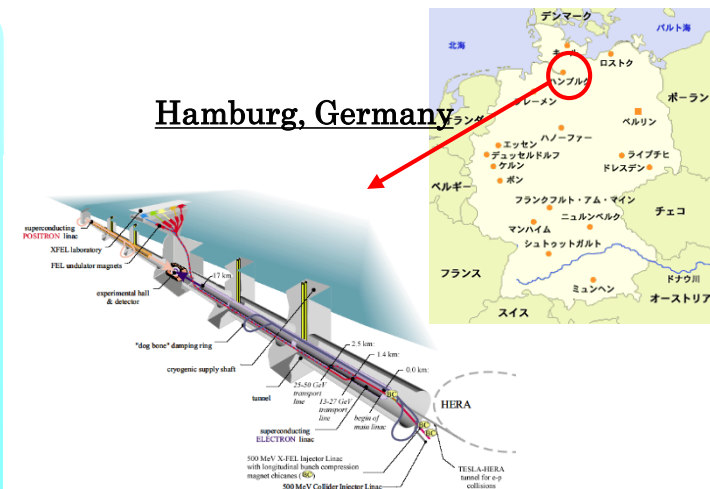 デンマーク
北海
バルト海
キール
ロストク
ハンブルク
ブレーメン
ポーラン
オランダ
ベルリン
ハノーファー
エッセン
デュッセルドルフ
ライプチヒ
ケルン
ドレスデン
ベルギー
ボン
フランクフルト・アム・マイン
チェコ
ニュルンベルク
マンハイム
シュトゥットガルト
フランス
ドナウ川
ミュンヘン
オーストリア
スイス
Hamburg, Germany
superconducting
POSITRON linac
XFEL laboratory
FEL undulator magnets
experimental hall
& detector
17 km
"dog bone" damping ring
cryogenic supply shaft
tunnel
2.5 km:
25-50 GeV
transport
line
1.4 km:
13-27 GeV
transport
line
0.0 km:
begin of
main linac
superconducting
ELECTRON linac
BC
HERA
BC
BC
500 MeV X-FEL Injector Linac
with longitudinal bunch compression
magnet chicanes (BC)
500 MeV Collider Injector Linac
TESLA-HERA
tunnel for e-p
collisions